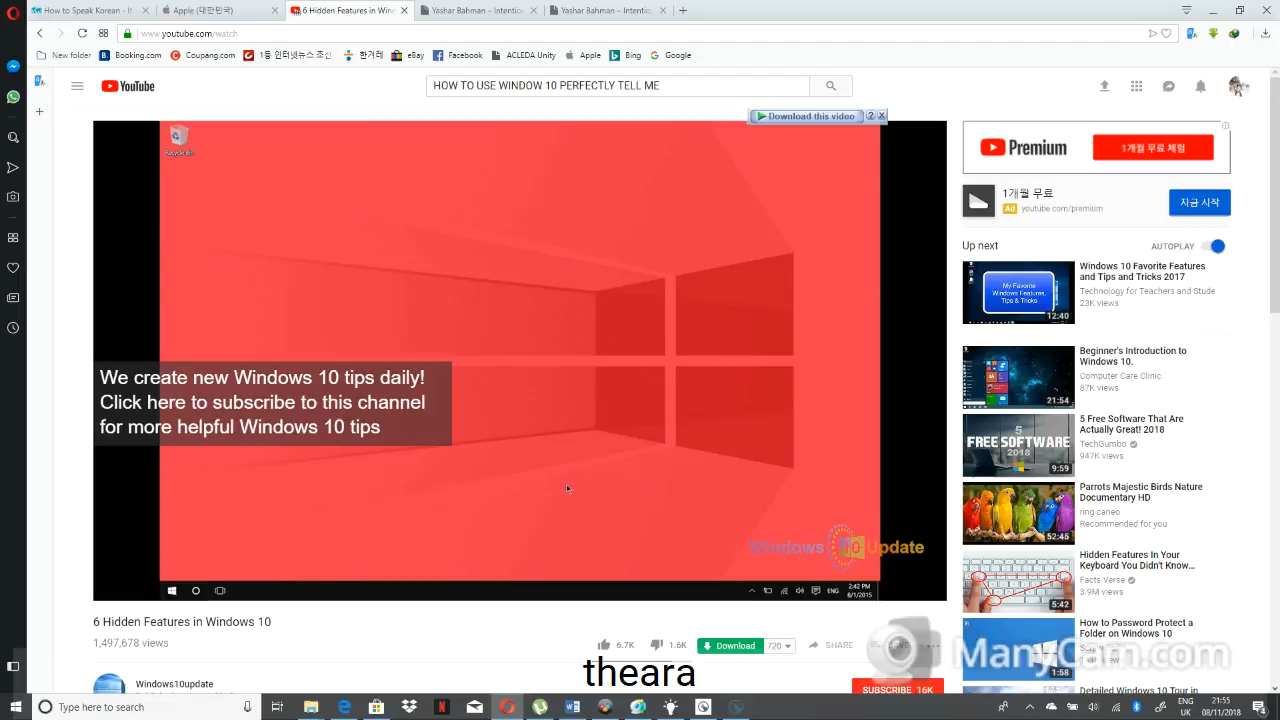 How to Speak Korean - It
Apple (대한민국)
6 Hidden Features in Wind
Yashar Bahman – Intentio
Yashar Bahman – Intentio
www.youtube.com/watch
New folder
Booking.com
Coupang.com
1등 인터넷뉴스 조선
한겨레
eBay
Facebook
ACLEDA Unity
Apple
Bing
Google
YouTube
HOW TO USE WINDOW 10 PERFECTLY TELL ME
Download this video
Recycle Bin
We create new Windows 10 tips daily!
Click here to subscribe to this channel
for more helpful Windows 10 tips
Windows 10 Update
ENG
2:42 PM
8/1/2015
6 Hidden Features in Windows 10
1,497,678 views
6.7K
1.6K
Download
720
SHARE
SAVE
Windows10update
SUBSCRIBE 16K
theara
ManyCam.com
Premium
1개월 무료 체험
1개월 무료
Ad youtube.com/premium
지금 시작
Up next
AUTOPLAY
My Favorite
Windows Features,
Tips & Tricks
12:40
Windows 10 Favorite Features
and Tips and Tricks 2017
Technology for Teachers and Stude
23K views
21:54
Beginner's Introduction to
Windows 10.
Computer Care Clinic
87K views
5
FREE SOFTWARE
2018
9:59
5 Free Software That Are
Actually Great! 2018
TechGumbo
947K views
52:45
Parrots Majestic Birds Nature
Documentary HD
ring caneo
Recommended for you
5:42
Hidden Features In Your
Keyboard You Didn't Know...
Facts Verse
3.9M views
1:58
How to Password Protect a
Folder on Windows 10
Detailed Windows 10 Tour in
Type here to search
ENG
UK
21:55
08/11/2018
4